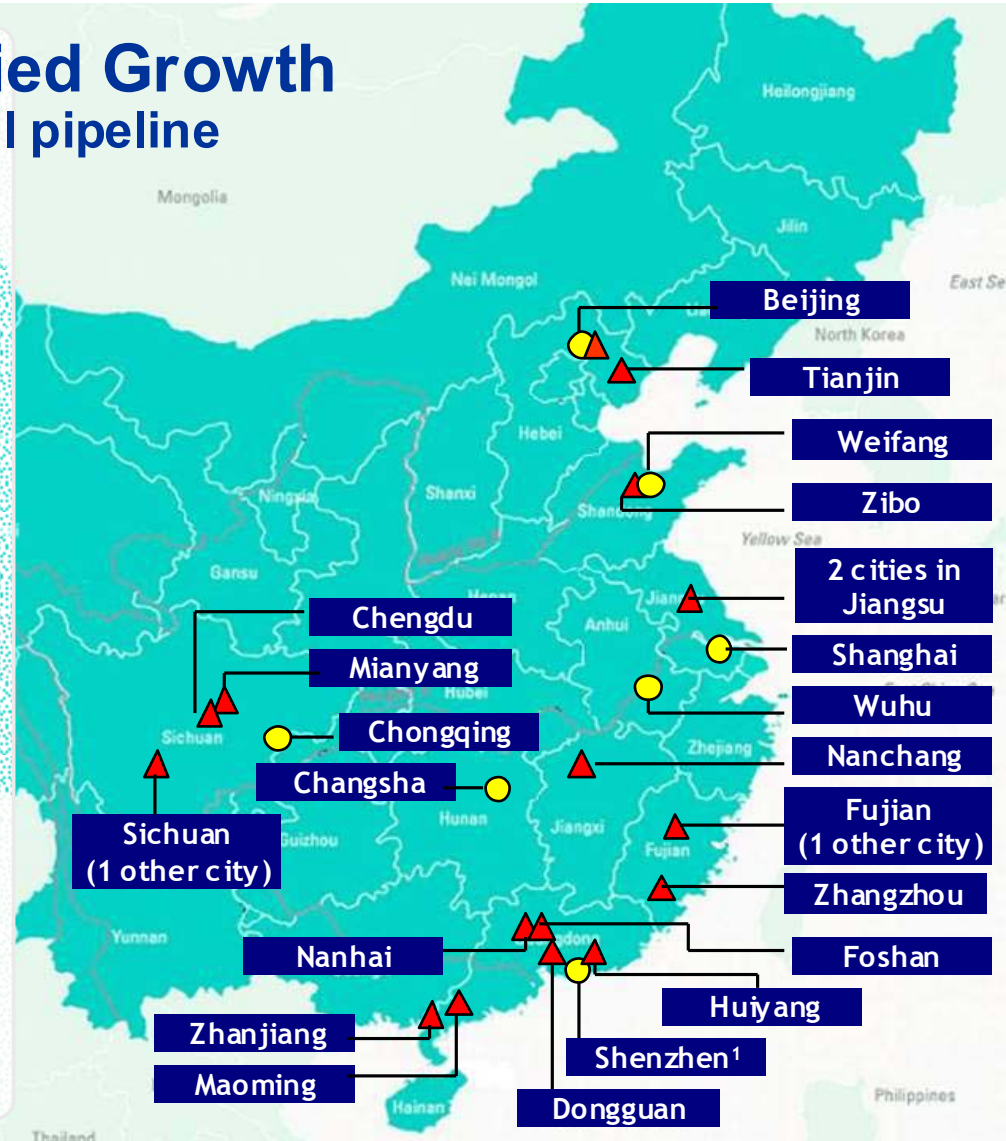 ied Growth
l pipeline
Heilongjiang
Mongolia
Jilin
Nei Mongol
East Se
Beijing
North Korea
Tianjin
Hebei
Weifang
Ningxia
Shanxi
Zibo
Shandong
Yellow Sea
Gansu
2 cities in
Jiangsu
Anhui
Chengdu
Shanghai
Mianyang
Hubei
Wuhu
Chongqing
Sichuan
Zhejiang
Nanchang
Changsha
Hunan
Jiangxi
Guizhou
Fujian
(1 other city)
Sichuan
(1 other city)
Fujian
Zhangzhou
Yunnan
Nanhai
Foshan
Huiyang
Zhanjiang
Shenzhen¹
Maoming
Dongguan
Hainan
Philippines
Thailand